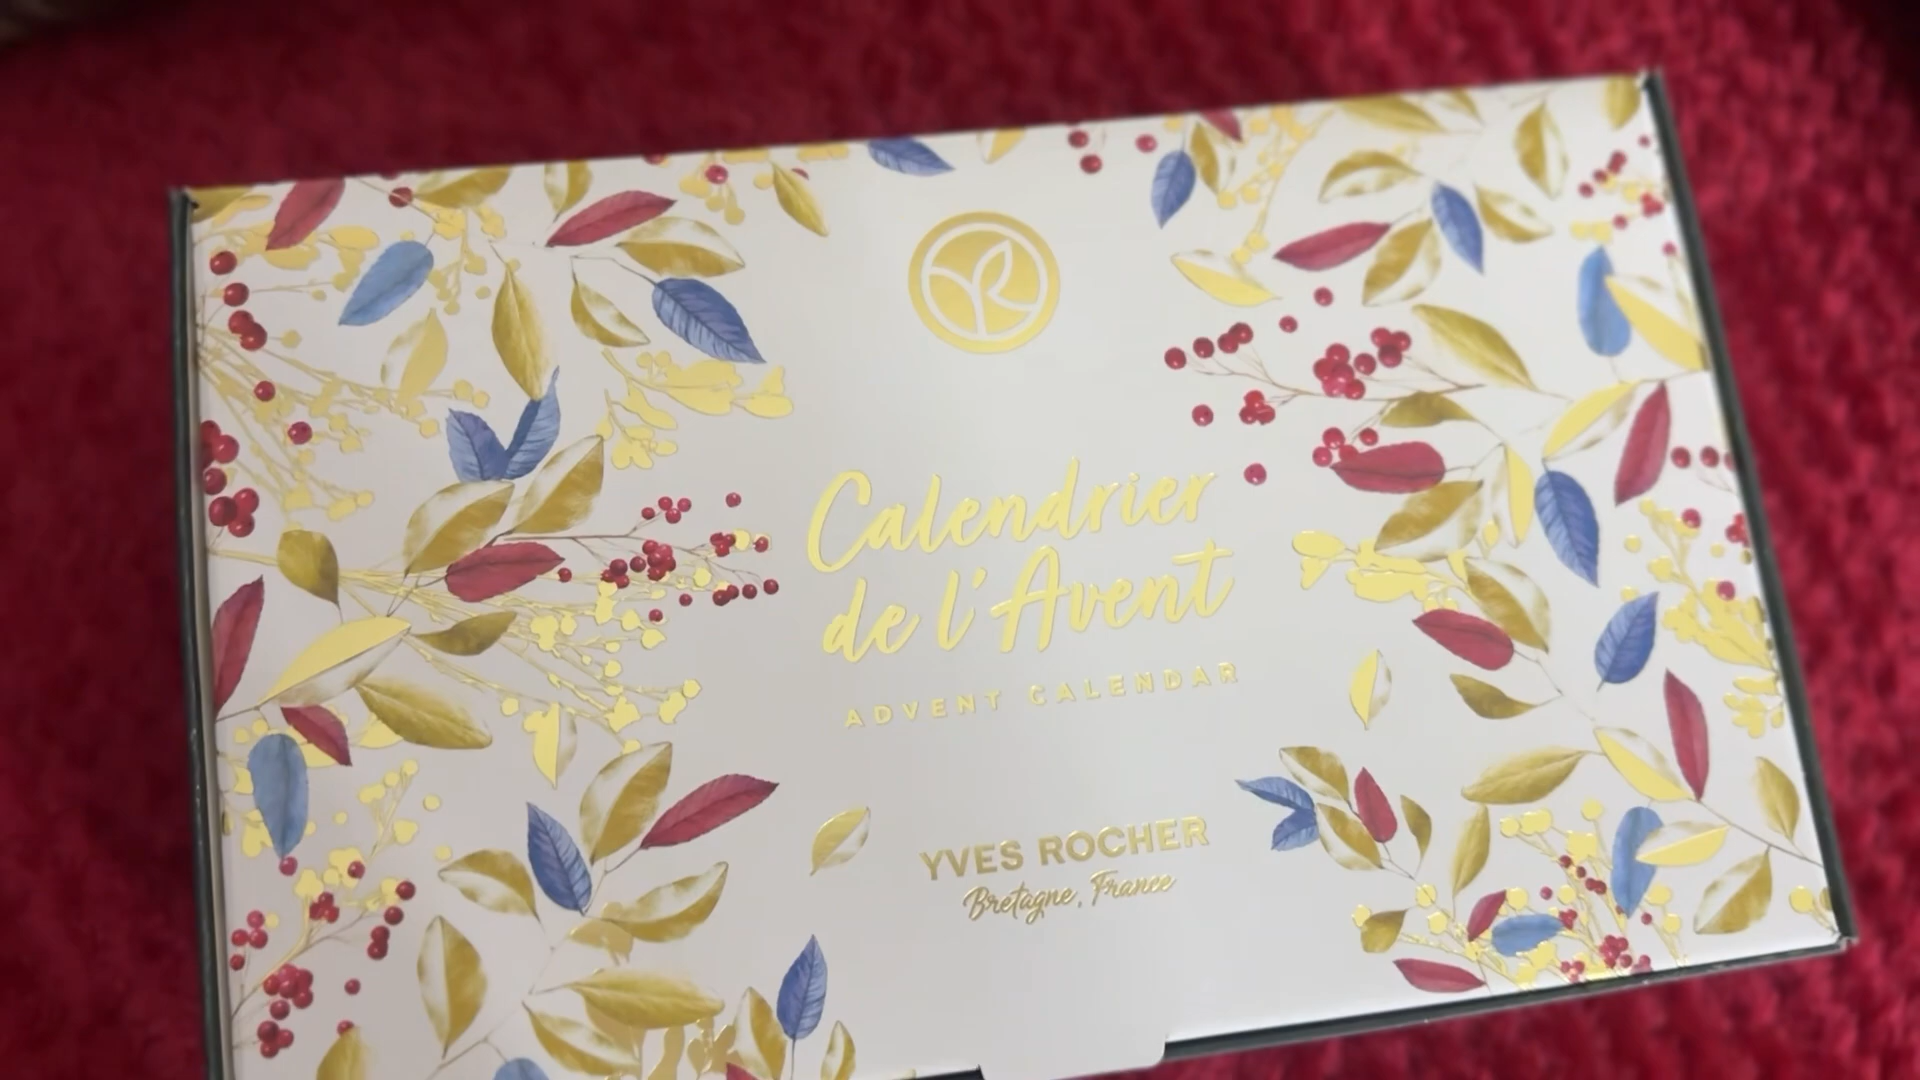 Calendrier
de l'Avent
ADVENT CALENDAR
YVES ROCHER
Bretagne, France